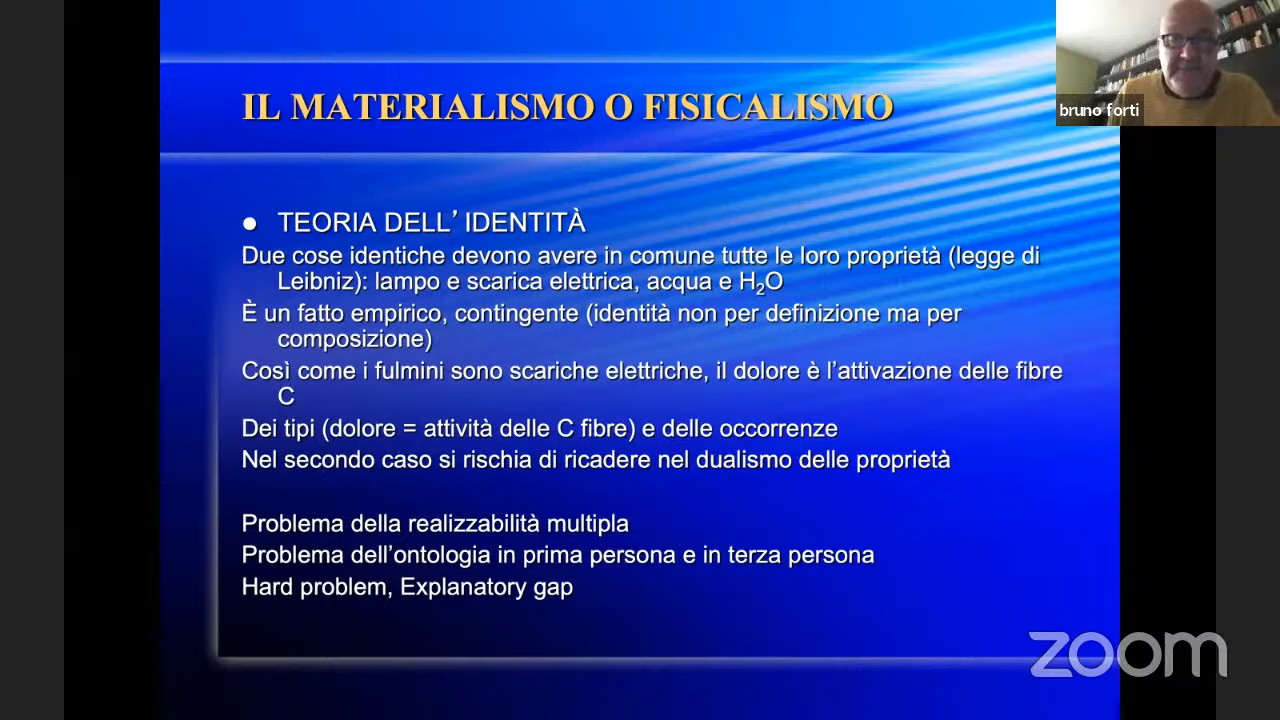 IL MATERIALISMO O FISICALISMO
bruno forti
TEORIA DELL’ IDENTITÀ
Due cose identiche devono avere in comune tutte le loro proprietà (legge di
Leibniz): lampo e scarica elettrica, acqua e H₂O
È un fatto empirico, contingente (identità non per definizione ma per
composizione)
Così come i fulmini sono scariche elettriche, il dolore è l’attivazione delle fibre
C
Dei tipi (dolore = attività delle C fibre) e delle occorrenze
Nel secondo caso si rischia di ricadere nel dualismo delle proprietà
Problema della realizzabilità multipla
Problema dell’ontologia in prima persona e in terza persona
Hard problem, Explanatory gap
zoom